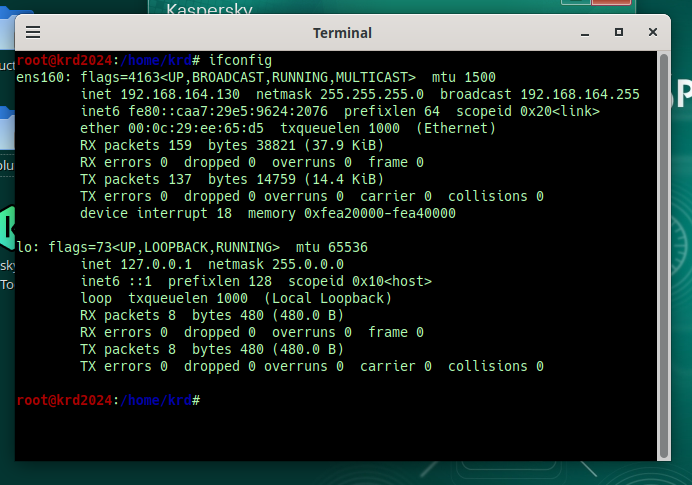 Kaspersky
Terminal
root@krd2024:/home/krd# ifconfig
ens160: flags=4163<UP,BROADCAST,RUNNING,MULTICAST>  mtu 1500
        inet 192.168.164.130  netmask 255.255.255.0  broadcast 192.168.164.255
        inet6 fe80::caa7:29e5:9624:2076  prefixlen 64  scopeid 0x20<link>
        ether 00:0c:29:ee:65:d5  txqueuelen 1000  (Ethernet)
        RX packets 159  bytes 38821 (37.9 KiB)
        RX errors 0  dropped 0  overruns 0  frame 0
        TX packets 137  bytes 14759 (14.4 KiB)
        TX errors 0  dropped 0 overruns 0  carrier 0  collisions 0
        device interrupt 18  memory 0xfea20000-fea40000
lo: flags=73<UP,LOOPBACK,RUNNING>  mtu 65536
        inet 127.0.0.1  netmask 255.0.0.0
        inet6 ::1  prefixlen 128  scopeid 0x10<host>
        loop  txqueuelen 1000  (Local Loopback)
        RX packets 8  bytes 480 (480.0 B)
        RX errors 0  dropped 0  overruns 0  frame 0
        TX packets 8  bytes 480 (480.0 B)
        TX errors 0  dropped 0 overruns 0  carrier 0  collisions 0
root@krd2024:/home/krd#